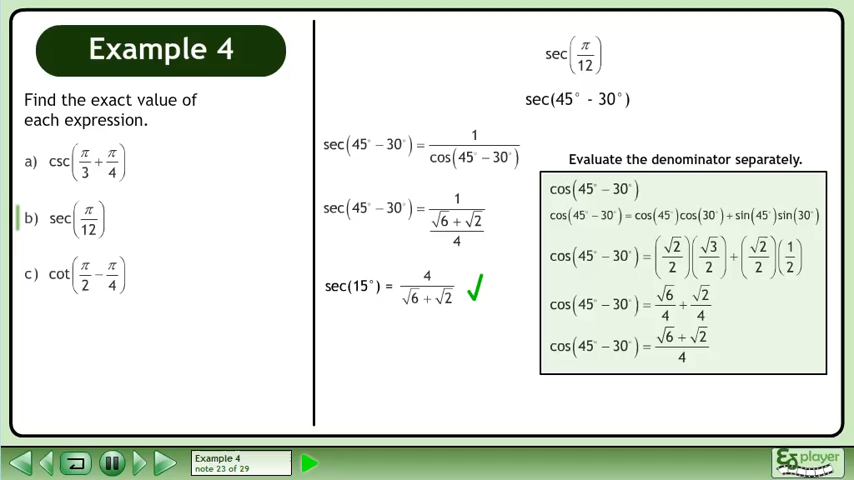 Example 4
Find the exact value of
each expression.
a) csc(π/3 + π/4)
b) sec(π/12)
c) cot(π/2 − π/4)
sec(π/12)
sec(45° - 30°)
sec(45° − 30°) = 1/cos(45° − 30°)
sec(45° − 30°) = 1/((√6 + √2)/4)
sec(15°) = 4/(√6 + √2) ✓
Evaluate the denominator separately.
cos(45° − 30°)
cos(45° − 30°) = cos(45°)cos(30°) + sin(45°)sin(30°)
cos(45° − 30°) = (√2/2)(√3/2) + (√2/2)(1/2)
cos(45° − 30°) = √6/4 + √2/4
cos(45° − 30°) = (√6 + √2)/4
Example 4
note 23 of 29
player